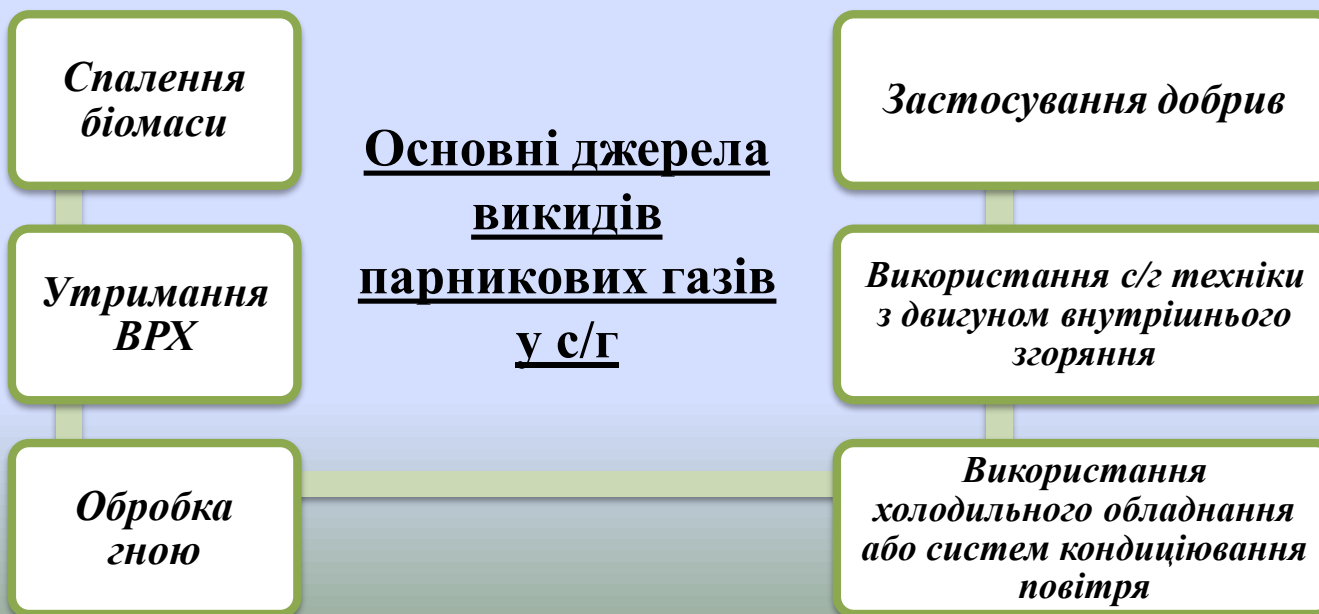 Спалення
біомаси
Утримання
ВРХ
Обробка
гною
Основні джерела
викидів
парникових газів
у с/г
Застосування добрив
Використання с/г техніки
з двигуном внутрішнього
згоряння
Використання
холодильного обладнання
або систем кондиціювання
повітря